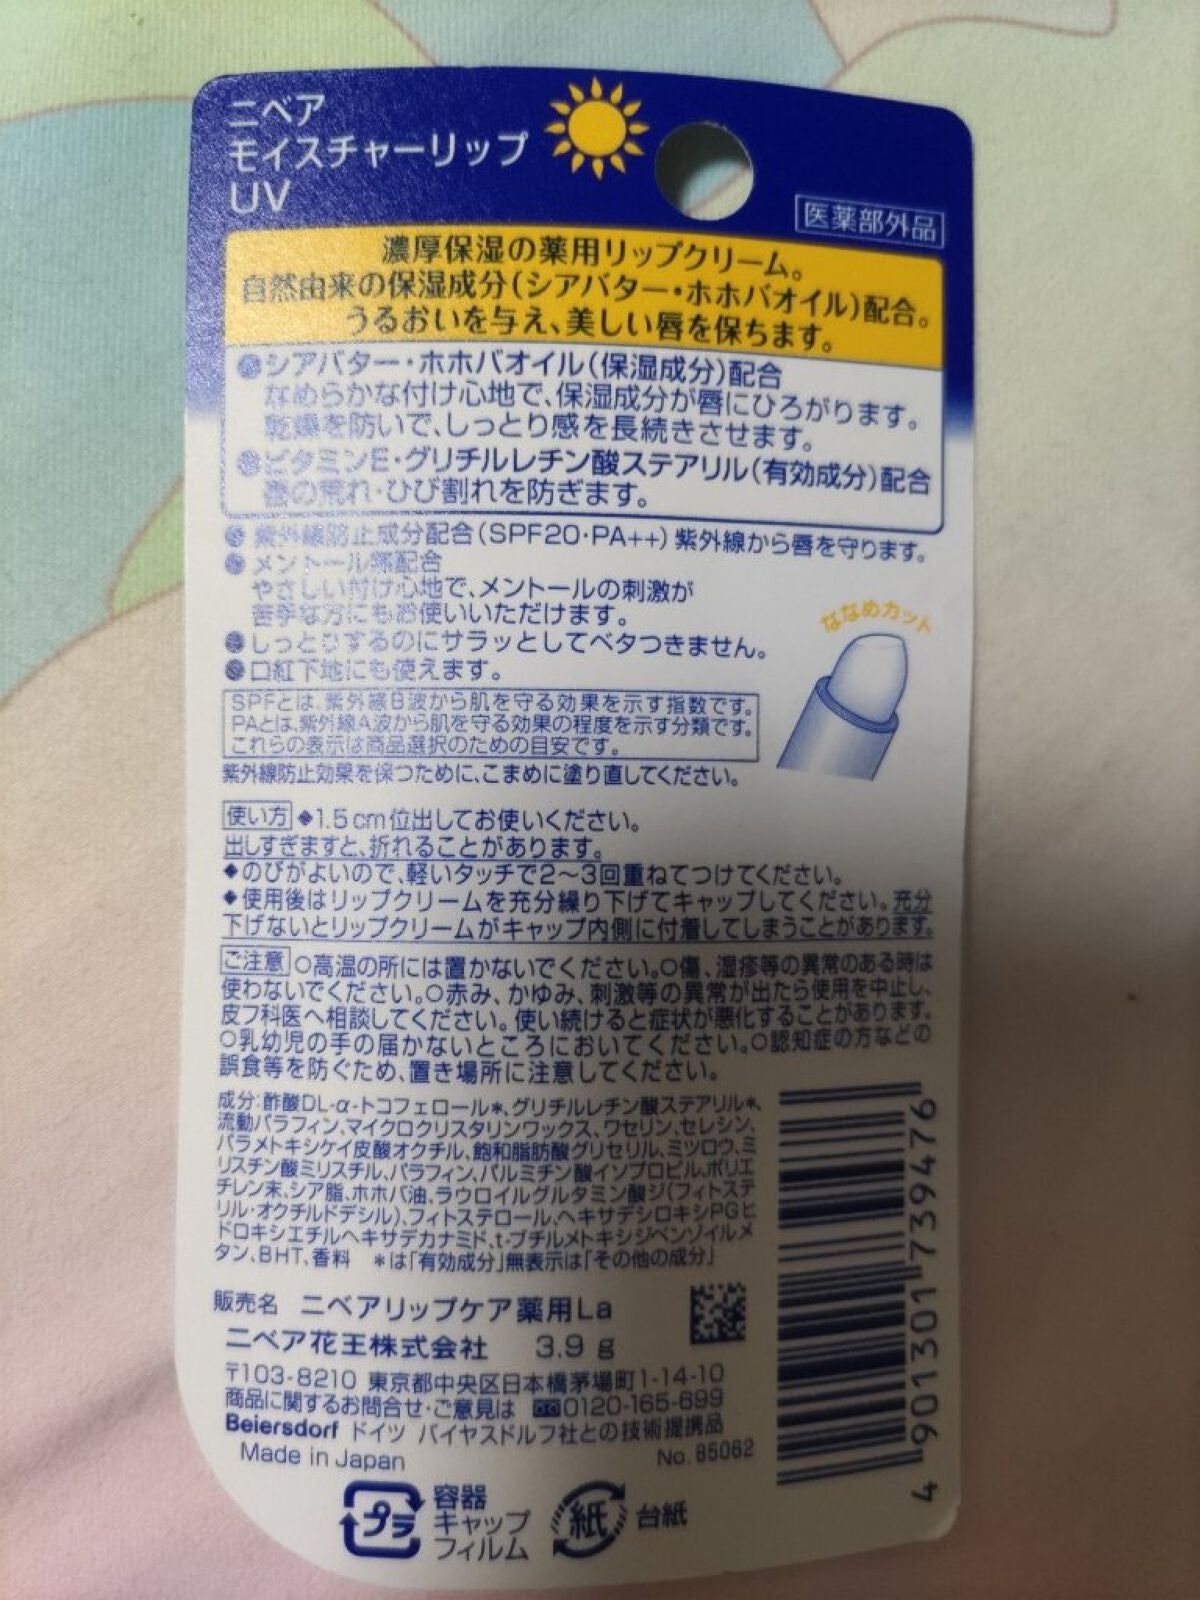 ニベア
モイスチャーリップ
UV
医薬部外品
濃厚保湿の薬用リップクリーム。
自然由来の保湿成分(シアバター・ホホバオイル)配合。
うるおいを与え、美しい唇を保ちます。
●シアバター・ホホバオイル(保湿成分)配合
なめらかな付け心地で、保湿成分が唇にひろがります。
乾燥を防いで、しっとり感を長続きさせます。
●ビタミンE・グリチルレチン酸ステアリル(有効成分)配合
唇の荒れ・ひび割れを防ぎます。
●紫外線防止成分配合(SPF20・PA++)紫外線から唇を守ります。
●メントール無配合
やさしい付け心地で、メントールの刺激が
苦手な方にもお使いいただけます。
●しっとりするのにサラッとしてベタつきません。
●口紅下地にも使えます。
ななめカット
SPFとは、紫外線B波から肌を守る効果を示す指数です。
PAとは、紫外線A波から肌を守る効果の程度を示す分類です。
これらの表示は商品選択のための目安です。
紫外線防止効果を保つために、こまめに塗り直してください。
使い方 ◆1.5cm位出してお使いください。
出しすぎますと、折れることがあります。
◆のびがよいので、軽いタッチで2～3回重ねてつけてください。
◆使用後はリップクリームを充分繰り下げてキャップしてください。充分
下げないとリップクリームがキャップ内側に付着してしまうことがあります。
ご注意 ○高温の所には置かないでください。○傷、湿疹等の異常のある時は
使わないでください。○赤み、かゆみ、刺激等の異常が出たら使用を中止し、
皮フ科医へ相談してください。使い続けると症状が悪化することがあります。
○乳幼児の手の届かないところにおいてください。○認知症の方などの
誤食等を防ぐため、置き場所に注意してください。
成分:酢酸DL-α-トコフェロール*、グリチルレチン酸ステアリル*、
流動パラフィン、マイクロクリスタリンワックス、ワセリン、セレシン、
パラメトキシケイ皮酸オクチル、飽和脂肪酸グリセリル、ミツロウ、ミ
リスチン酸ミリスチル、パラフィン、パルミチン酸イソプロピル、ポリエ
チレン末、シア脂、ホホバ油、ラウロイルグルタミン酸ジ(フィトステ
リル・オクチルドデシル)、フィトステロール、ヘキサデシロキシPGヒ
ドロキシエチルヘキサデカナミド、t-ブチルメトキシジベンゾイルメ
タン、BHT、香料 *は「有効成分」無表示は「その他の成分」
販売名 ニベアリップケア薬用La
ニベア花王株式会社 3.9g
〒103-8210 東京都中央区日本橋茅場町1-14-10
商品に関するお問合せ・ご意見は 0120-165-699
Beiersdorf ドイツ バイヤスドルフ社との技術提携品
Made in Japan No.85062
4901301739476
プラ
容器
キャップ
フィルム
紙
台紙